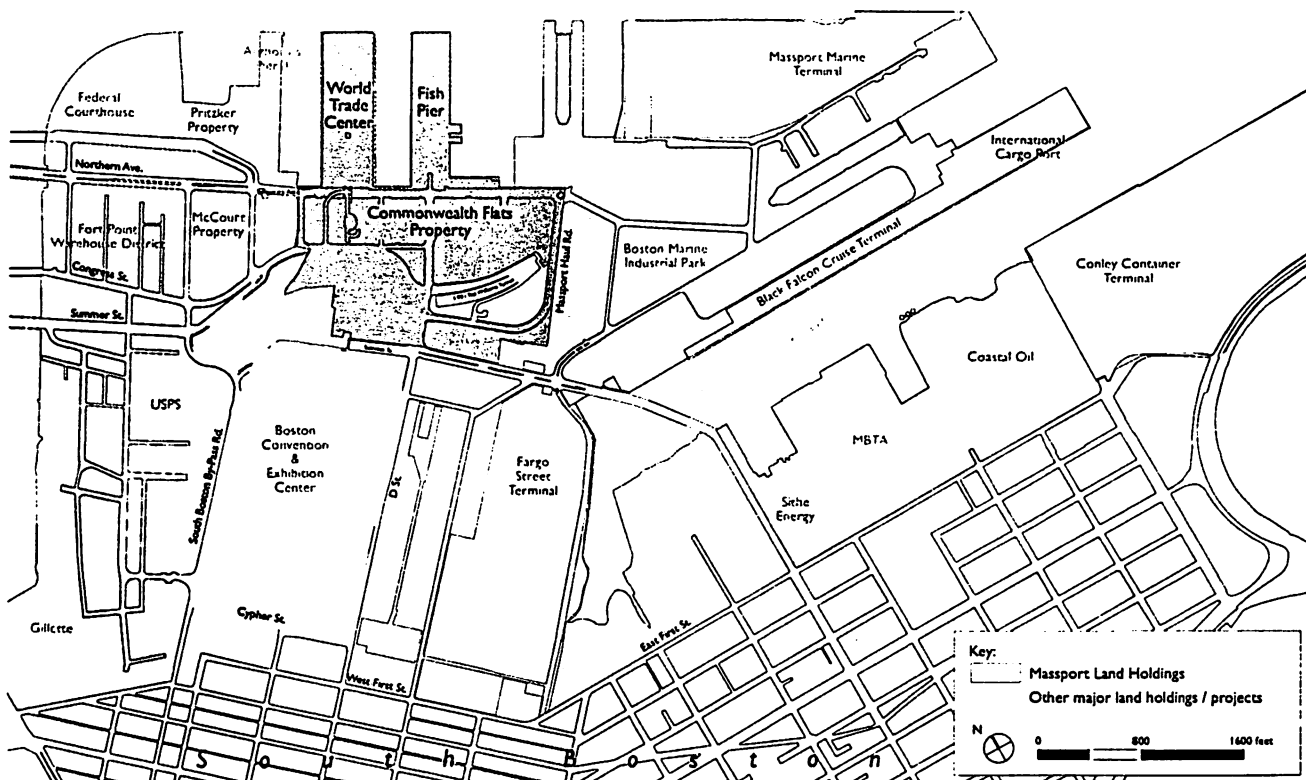 Massport Marine
Terminal
World
Trade
Center
Fish
Pier
Federal
Courthouse
Pritzker
Property
International
Cargo Port
Northern Ave.
Commonwealth Flats
Property
McCourt
Property
Fort Point
Warehouse District
Massport Haul Rd.
Boston Marine
Industrial Park
Black Falcon Cruise Terminal
Conley Container
Terminal
Congress St.
Summer St.
Coastal Oil
USPS
South Boston By-Pass Rd.
Boston
Convention
&
Exhibition
Center
D St.
Fargo
Street
Terminal
MBTA
Sithe
Energy
Gillette
Cypher St.
West First St.
East First St.
South Boston
Key:
Massport Land Holdings
Other major land holdings / projects
N
0 800 1600 feet